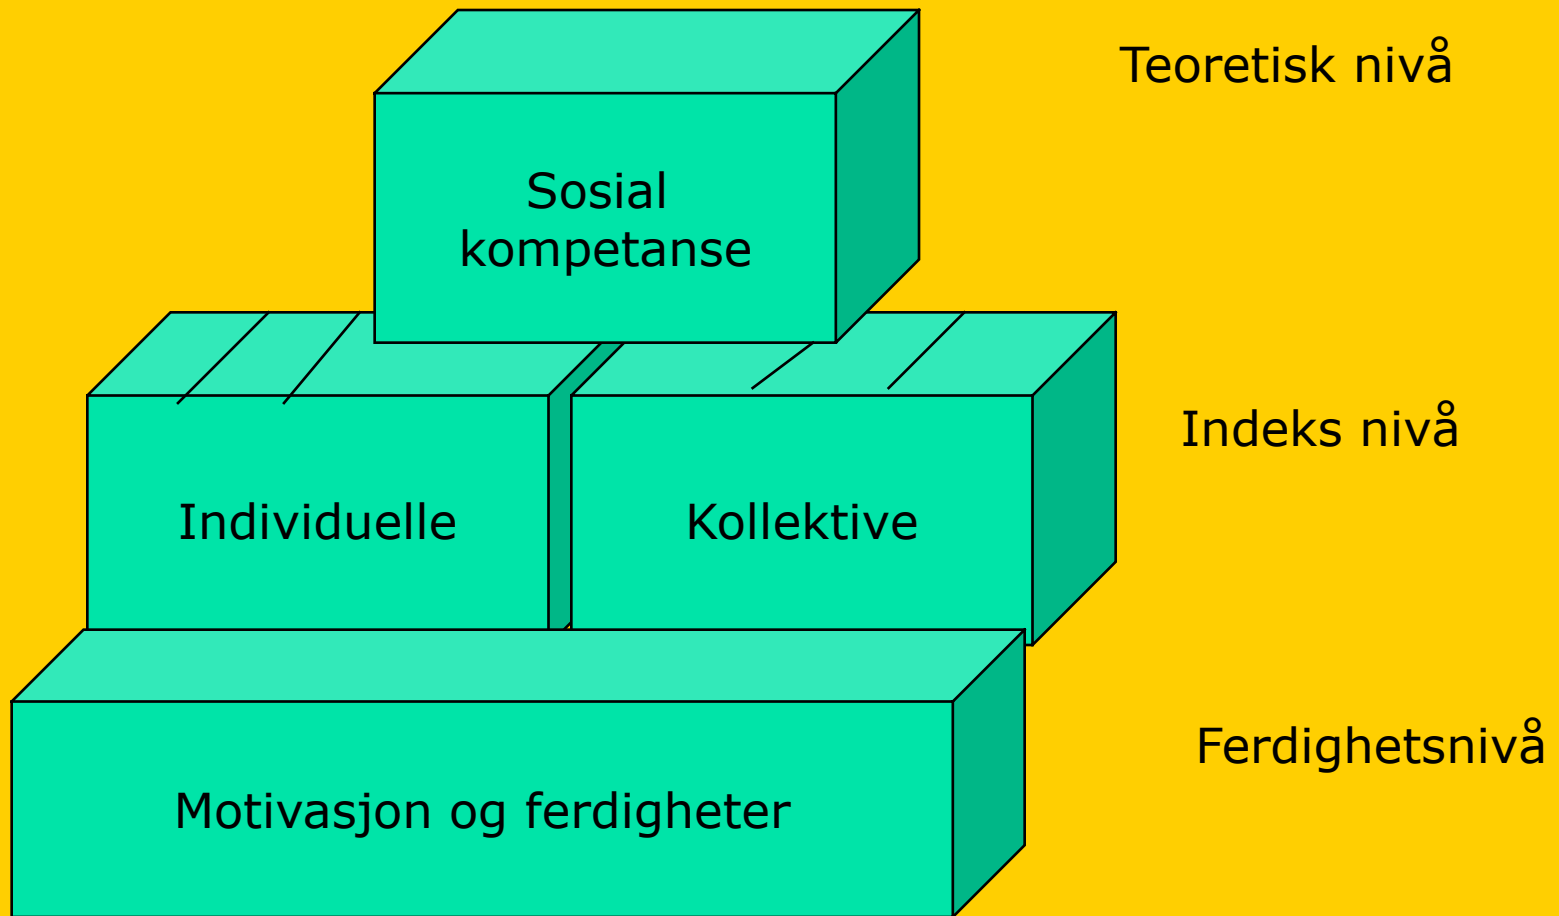 Teoretisk nivå
Sosial
kompetanse
Indeks nivå
Individuelle
Kollektive
Ferdighetsnivå
Motivasjon og ferdigheter